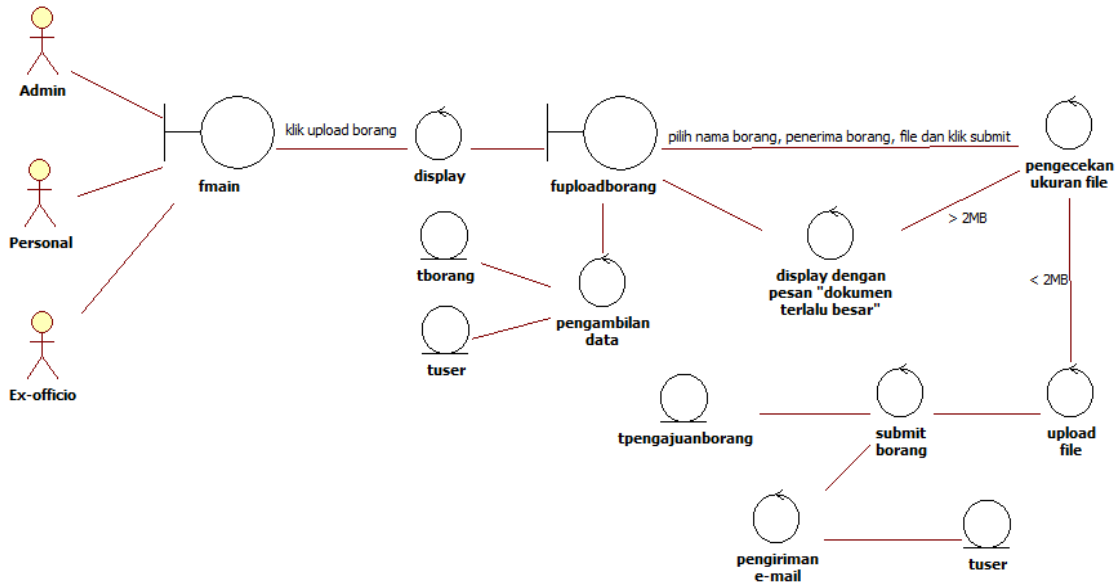 Admin
klik upload borang
pilih nama borang, penerima borang, file dan klik submit
fmain
display
fuploadborang
pengecekan
ukuran file
Personal
> 2MB
tborang
display dengan
pesan "dokumen
terlalu besar"
< 2MB
pengambilan
data
tuser
Ex-officio
tpengajuanborang
submit
borang
upload
file
pengiriman
e-mail
tuser